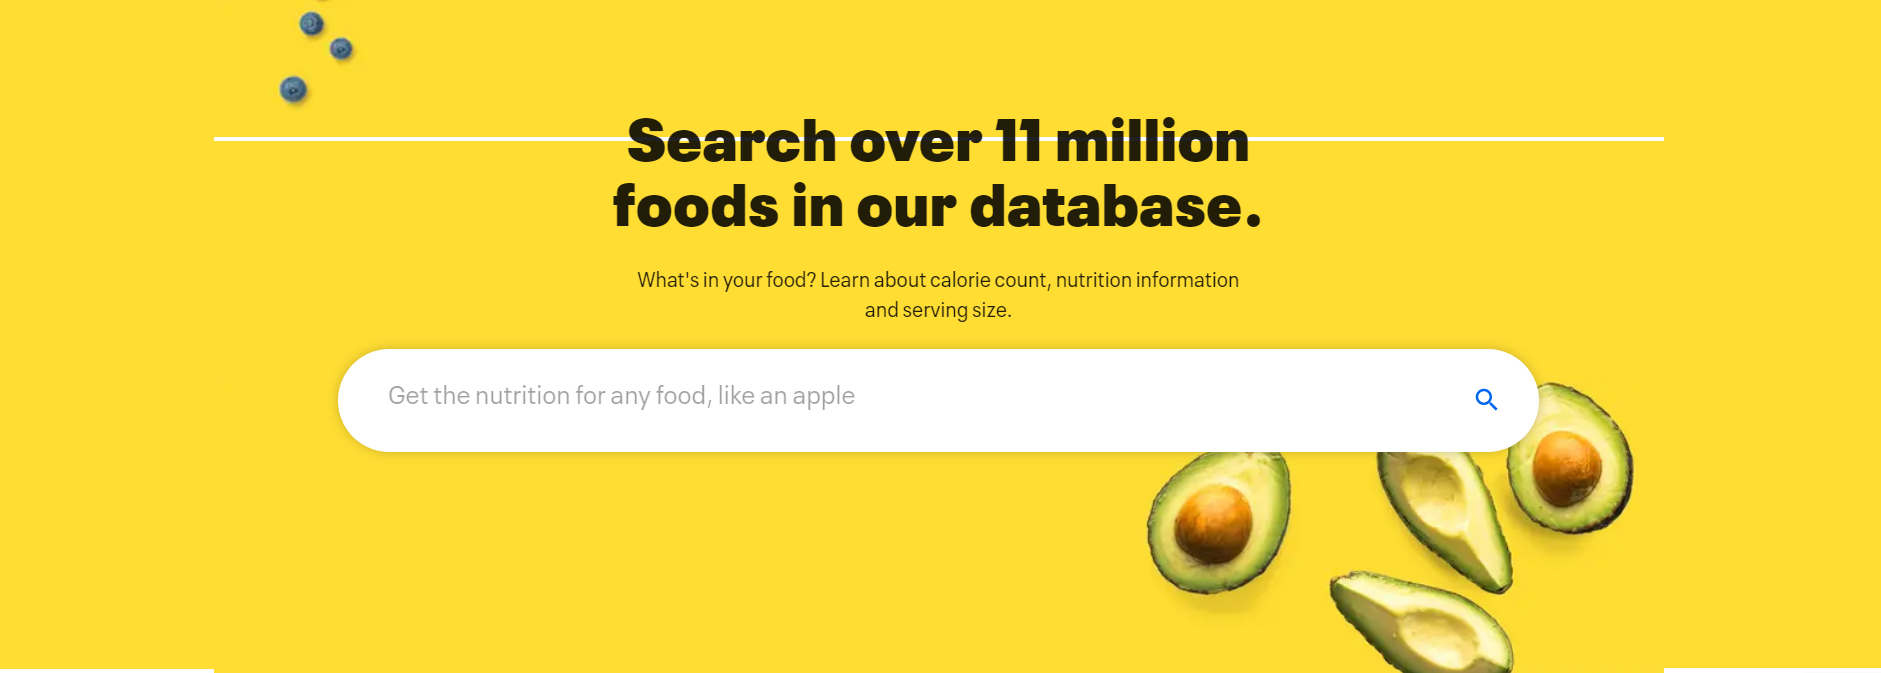 Search over 11 million
foods in our database.
What's in your food? Learn about calorie count, nutrition information
and serving size.
Get the nutrition for any food, like an apple